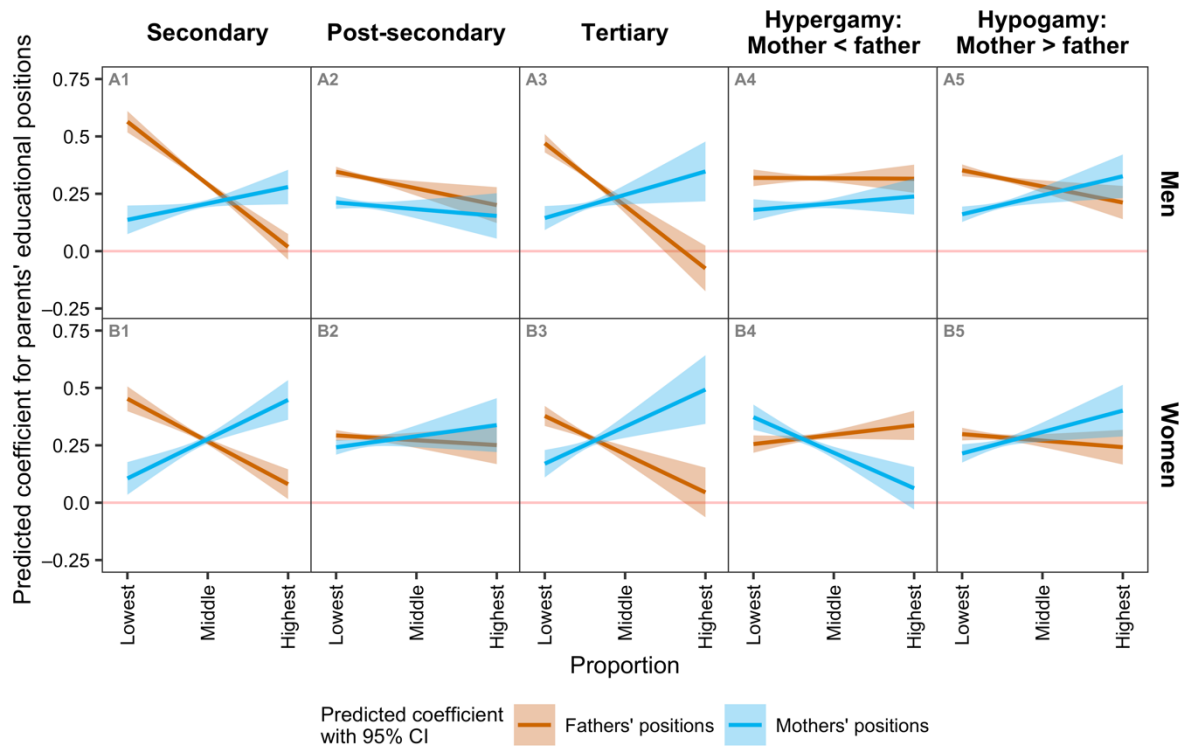 Secondary
Post-secondary
Tertiary
Hypergamy:
Mother < father
Hypogamy:
Mother > father
Predicted coefficient for parents' educational positions
A1
A2
A3
A4
A5
0.75
0.5
0.25
0.0
−0.25
Men
B1
B2
B3
B4
B5
0.75
0.5
0.25
0.0
−0.25
Women
Lowest
Middle
Highest
Lowest
Middle
Highest
Lowest
Middle
Highest
Lowest
Middle
Highest
Lowest
Middle
Highest
Proportion
Predicted coefficient
with 95% CI
Fathers' positions
Mothers' positions